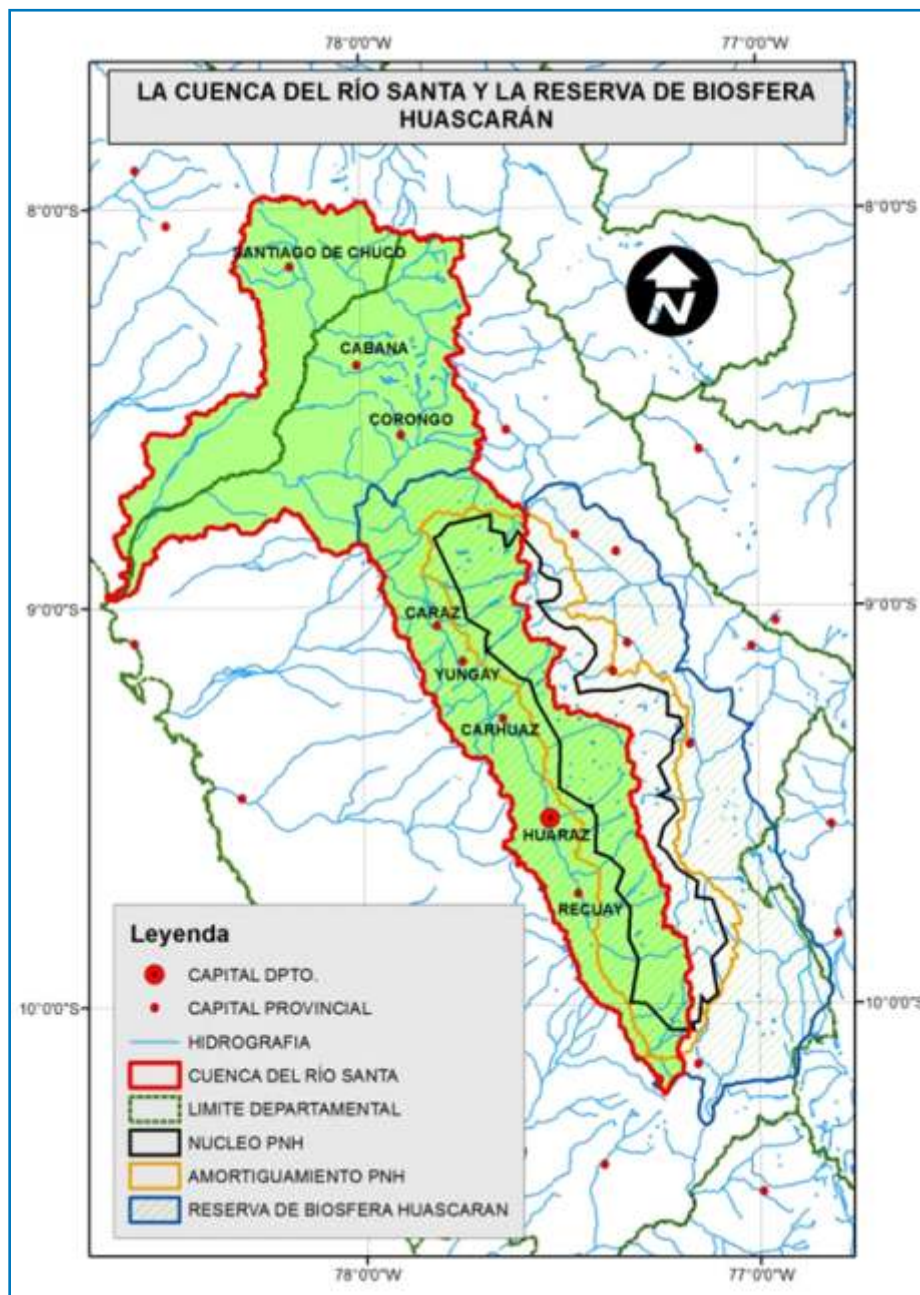 78°0'0"W
77°0'0"W
LA CUENCA DEL RÍO SANTA Y LA RESERVA DE BIOSFERA
HUASCARÁN
8°0'0"S
8°0'0"S
SANTIAGO DE CHUCO
N
CABANA
CORONGO
9°0'0"S
9°0'0"S
CARAZ
YUNGAY
CARHUAZ
HUARAZ
RECUAY
Leyenda
CAPITAL DPTO.
CAPITAL PROVINCIAL
10°0'0"S
10°0'0"S
HIDROGRAFIA
CUENCA DEL RÍO SANTA
LIMITE DEPARTAMENTAL
NUCLEO PNH
AMORTIGUAMIENTO PNH
RESERVA DE BIOSFERA HUASCARAN
78°0'0"W
77°0'0"W